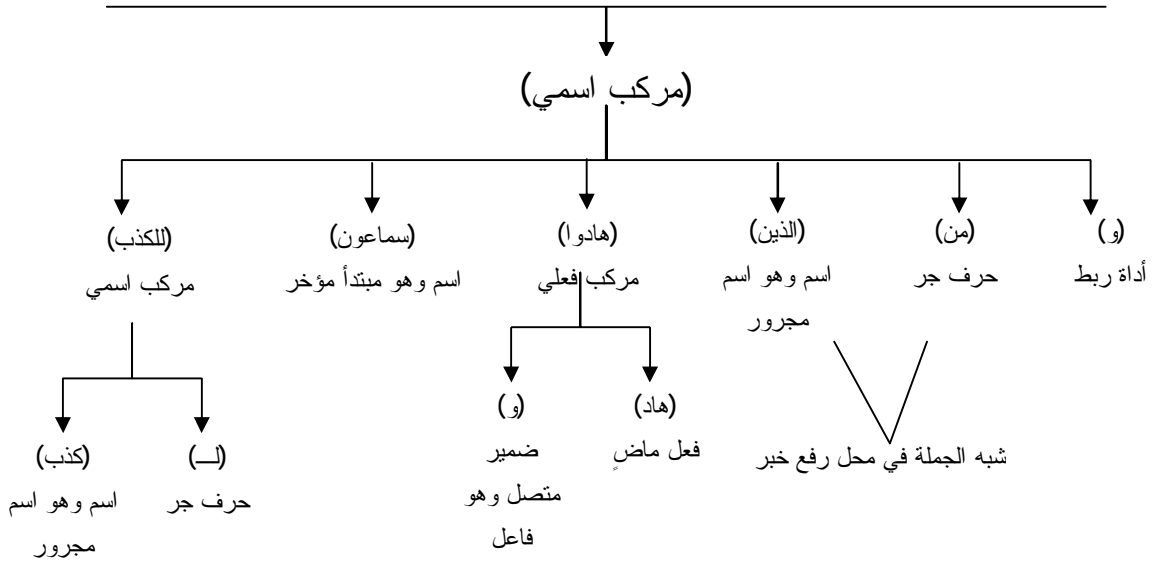 (مركب اسمي)
(و)
أداة ربط
(من)
حرف جر
(الذين)
اسم وهو اسم
مجرور
(هادوا)
مركب فعلي
(سماعون)
اسم وهو مبتدأ مؤخر
(للكذب)
مركب اسمي
شبه الجملة في محل رفع خبر
(هاد)
فعل ماضٍ
(و)
ضمير
متصل وهو
فاعل
(لــ)
حرف جر
(كذب)
اسم وهو اسم
مجرور